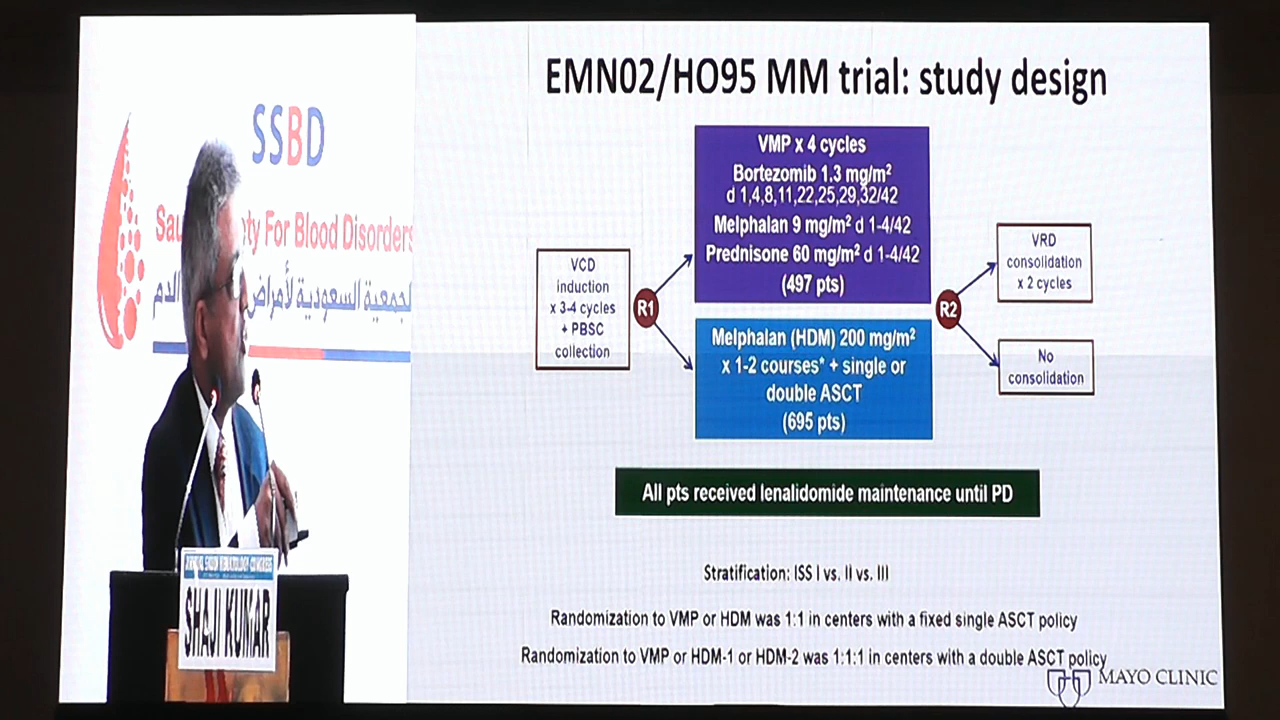 SSBD
Sau ty For Blood Disorders
الجمعية السعودية لأمراض الدم
SHAJI KUMAR
EMN02/HO95 MM trial: study design
VCD
induction
x 3-4 cycles
+ PBSC
collection
R1
VMP x 4 cycles
Bortezomib 1.3 mg/m²
d 1,4,8,11,22,25,29,32/42
Melphalan 9 mg/m² d 1-4/42
Prednisone 60 mg/m² d 1-4/42
(497 pts)
Melphalan (HDM) 200 mg/m²
x 1-2 courses* + single or
double ASCT
(695 pts)
R2
VRD
consolidation
x 2 cycles
No
consolidation
All pts received lenalidomide maintenance until PD
Stratification: ISS I vs. II vs. III
Randomization to VMP or HDM was 1:1 in centers with a fixed single ASCT policy
Randomization to VMP or HDM-1 or HDM-2 was 1:1:1 in centers with a double ASCT policy
MAYO CLINIC